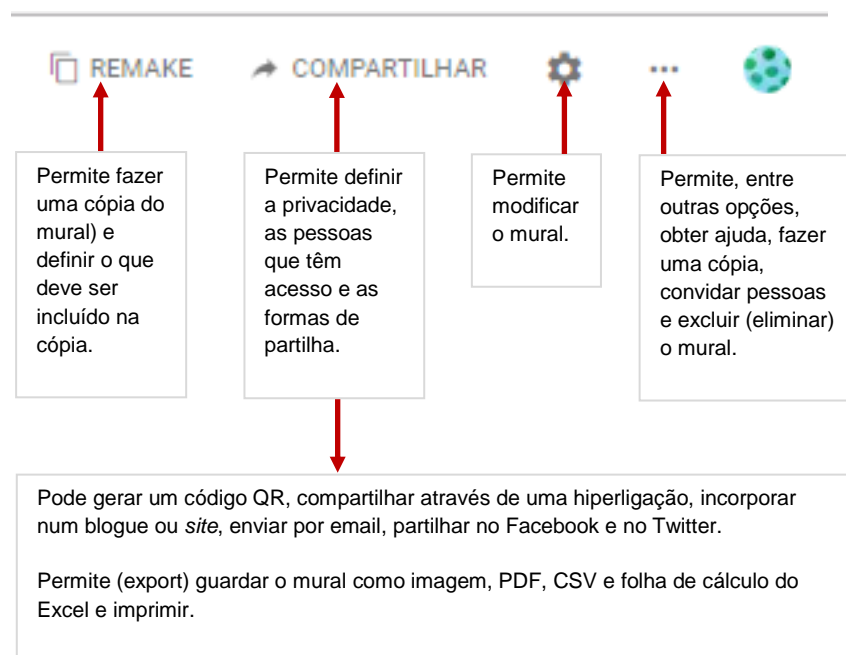 REMAKE
COMPARTILHAR
Permite fazer
uma cópia do
mural) e
definir o que
deve ser
incluído na
cópia.
Permite definir
a privacidade,
as pessoas
que têm
acesso e as
formas de
partilha.
Permite
modificar
o mural.
Permite, entre
outras opções,
obter ajuda, fazer
uma cópia,
convidar pessoas
e excluir (eliminar)
o mural.
Pode gerar um código QR, compartilhar através de uma hiperligação, incorporar
num blogue ou site, enviar por email, partilhar no Facebook e no Twitter.
Permite (export) guardar o mural como imagem, PDF, CSV e folha de cálculo do
Excel e imprimir.